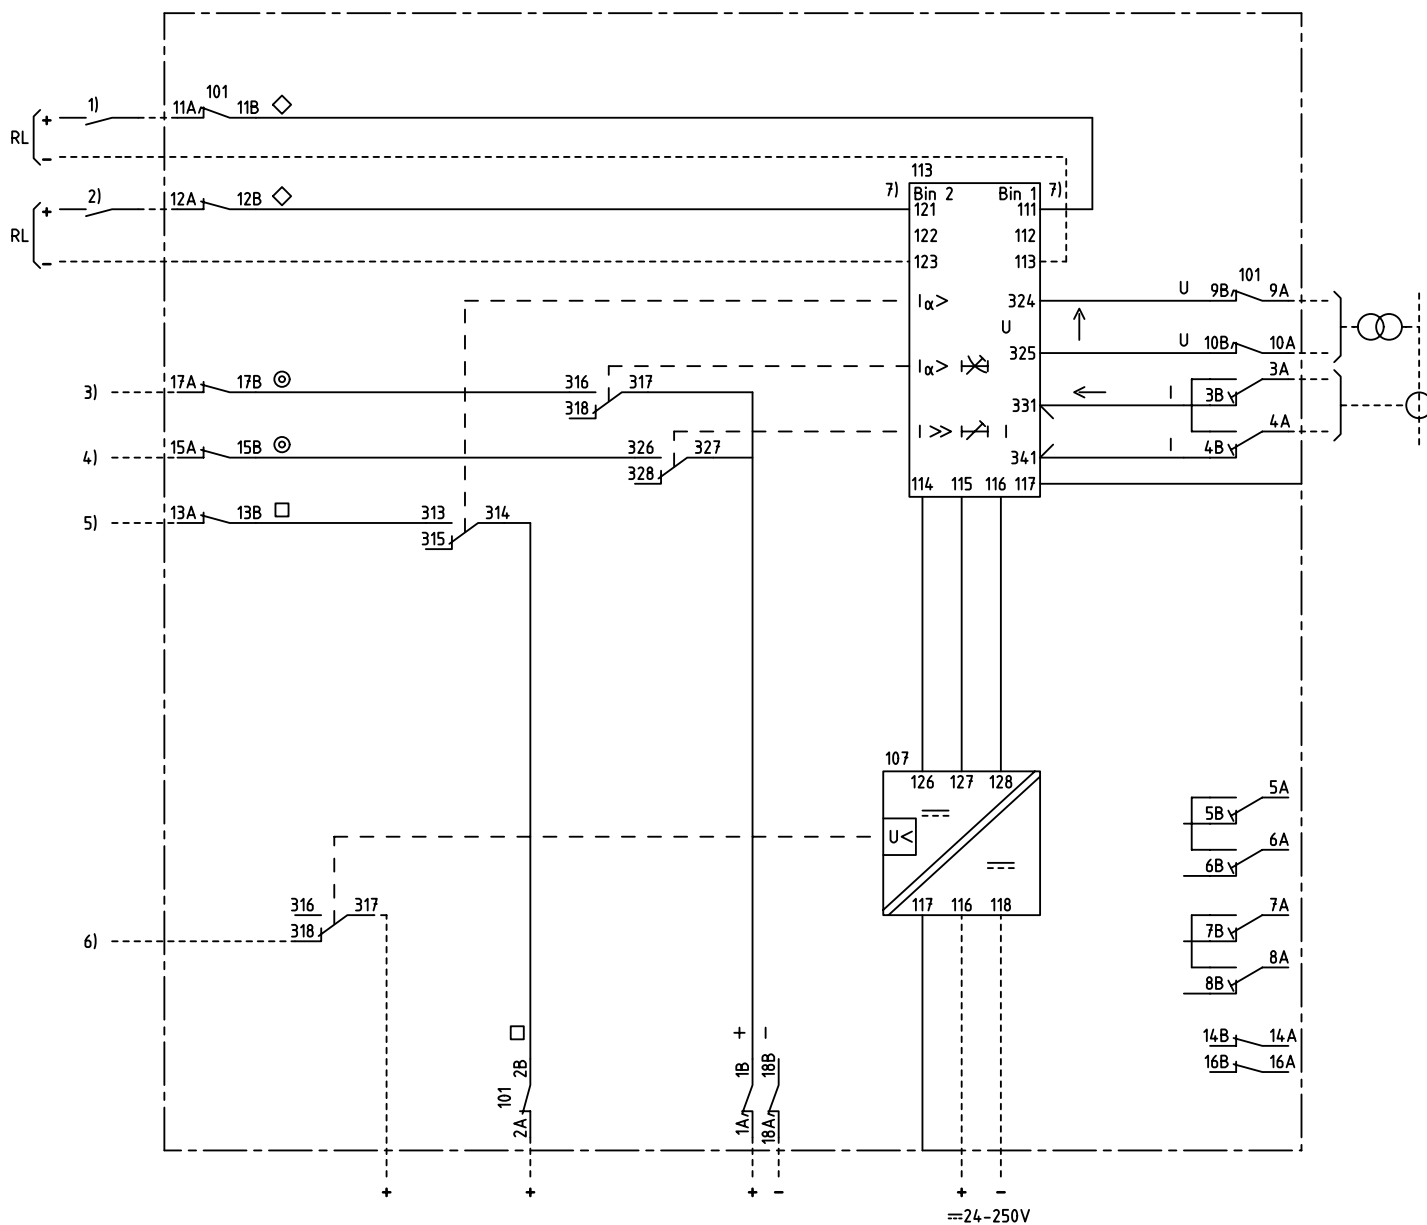 1) 11A 101 11B
RL + -
113
2) 12A 12B 7) Bin 2 Bin 1 7)
RL + - 121 111
122 112
123 113
101
Iα> 324 U 9B 9A
U
325 U 10B 10A
Iα>
3) 17A 17B 316 317 3A
318 331 I 3B
4A
I >> I
4) 15A 15B 326 327 341 I 4B
328 114 115 116 117
5) 13A 13B 313 314
315
107
126 127 128 5A
5B
U< 6A
6B
316 317 117 116 118 7A
318 7B
6)
8A
8B
+ - 14B 14A
2B 1B 18B 16B 16A
101
2A 1A 18A
+ + + - + -
24-250V